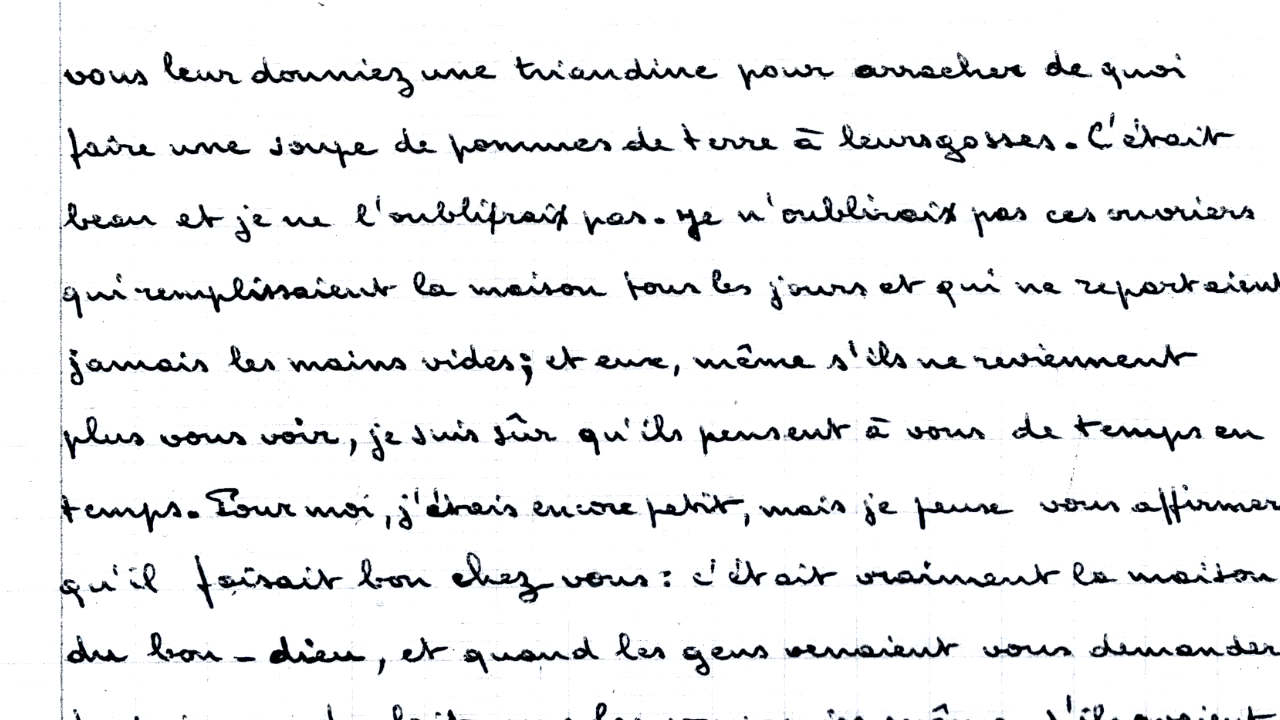 vous leur donniez une triandine pour arracher de quoi
faire une soupe de pommes de terre à leurs gosses. C'était
beau et je ne l'oublirai pas. Je n'oublirai pas ces ouvriers
qui remplissaient la maison tous les jours et qui ne repartaient
jamais les mains vides; et eux, même s'ils ne reviennent
plus vous voir, je suis sûr qu'ils pensent à vous de temps en
temps. Pour moi, j'étais encore petit, mais je peux vous affirmer
qu'il faisait bon chez vous : c'était vraiment la maison
du bon-dieu, et quand les gens venaient vous demander